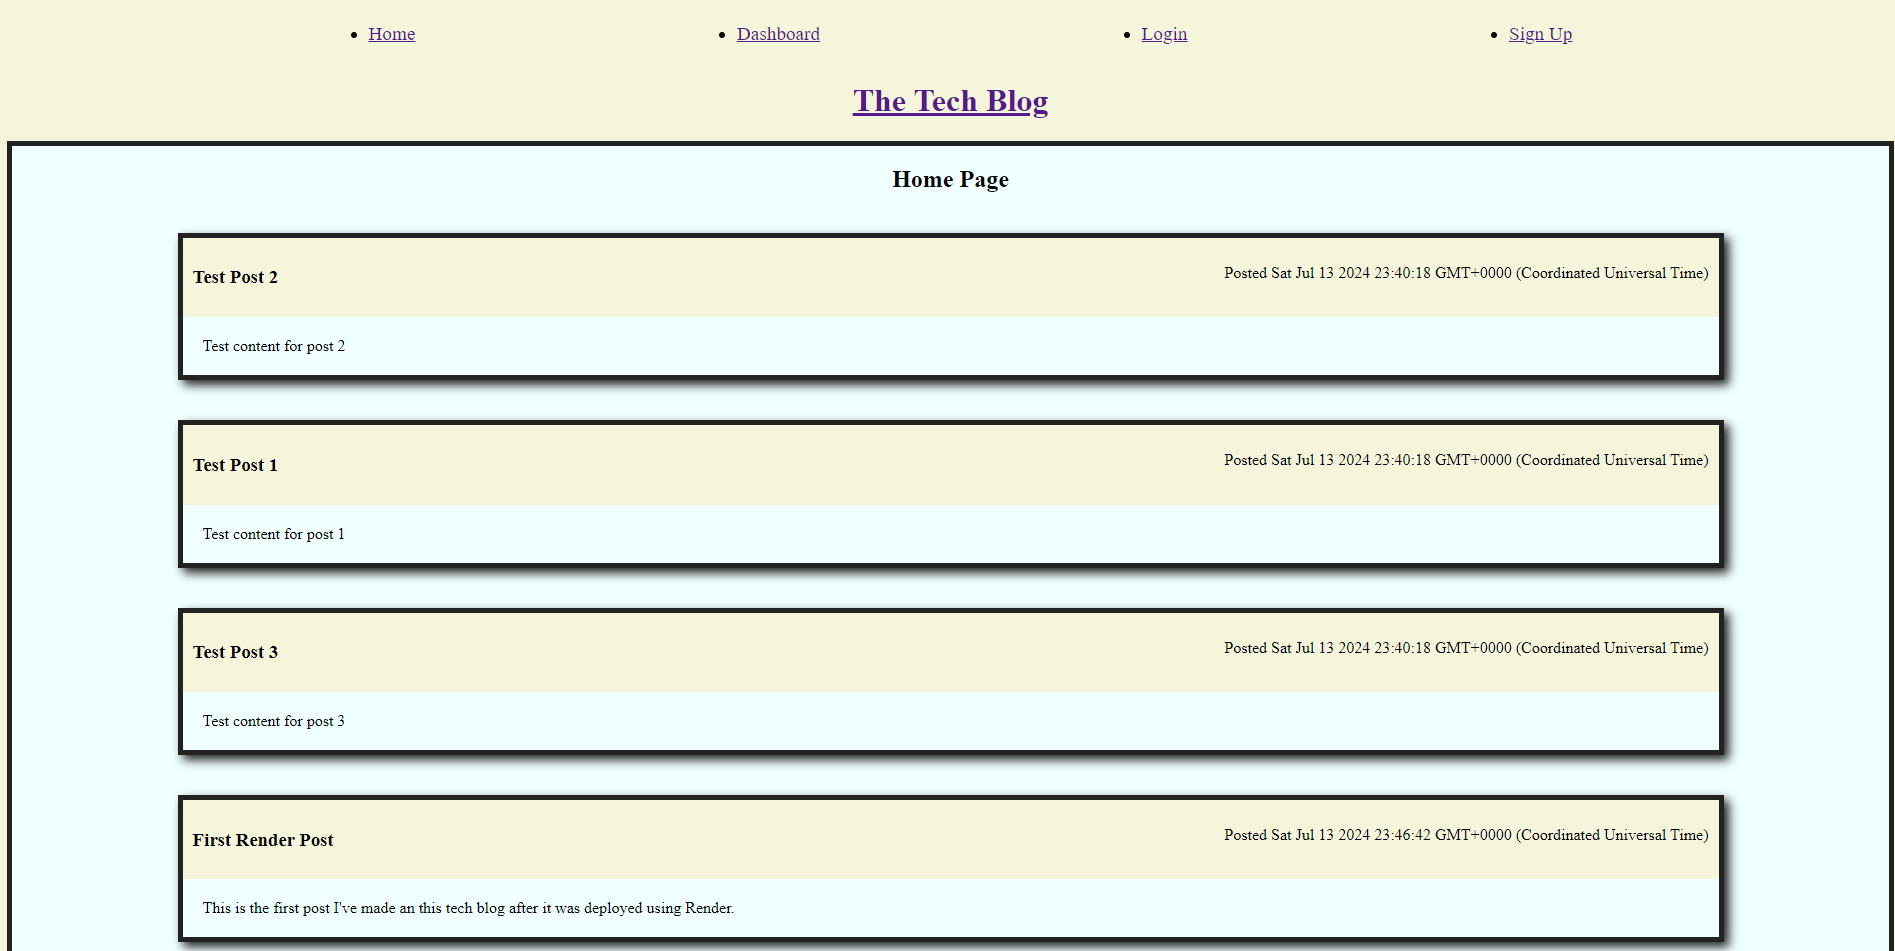 Home Dashboard Login Sign Up
The Tech Blog
Home Page
Test Post 2 Posted Sat Jul 13 2024 23:40:18 GMT+0000 (Coordinated Universal Time)
Test content for post 2
Test Post 1 Posted Sat Jul 13 2024 23:40:18 GMT+0000 (Coordinated Universal Time)
Test content for post 1
Test Post 3 Posted Sat Jul 13 2024 23:40:18 GMT+0000 (Coordinated Universal Time)
Test content for post 3
First Render Post Posted Sat Jul 13 2024 23:46:42 GMT+0000 (Coordinated Universal Time)
This is the first post I've made an this tech blog after it was deployed using Render.